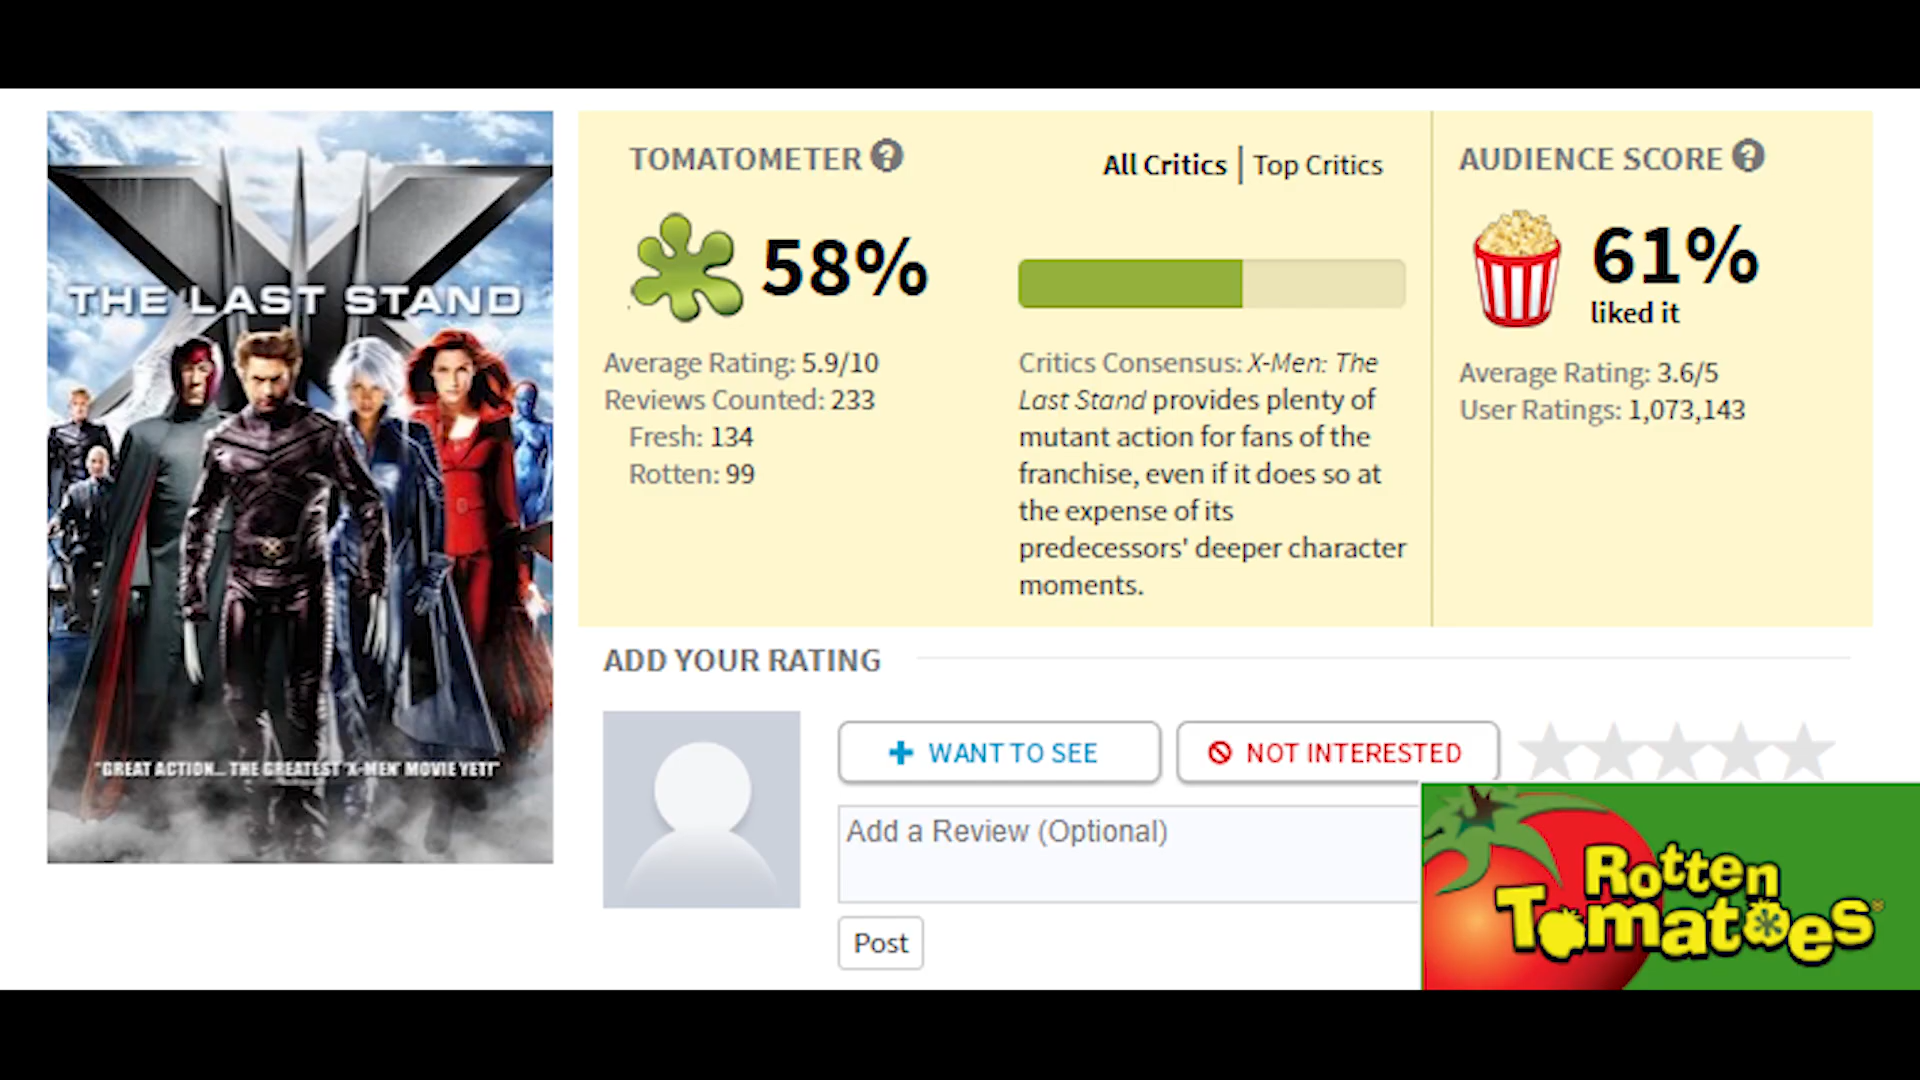 THE LAST STAND
"GREAT ACTION... THE GREATEST 'X-MEN' MOVIE YET!"
TOMATOMETER ?
All Critics | Top Critics
58%
Average Rating: 5.9/10
Reviews Counted: 233
Fresh: 134
Rotten: 99
Critics Consensus: X-Men: The
Last Stand provides plenty of
mutant action for fans of the
franchise, even if it does so at
the expense of its
predecessors' deeper character
moments.
AUDIENCE SCORE ?
61%
liked it
Average Rating: 3.6/5
User Ratings: 1,073,143
ADD YOUR RATING
+ WANT TO SEE
NOT INTERESTED
Add a Review (Optional)
Post
Rotten
Tomatoes